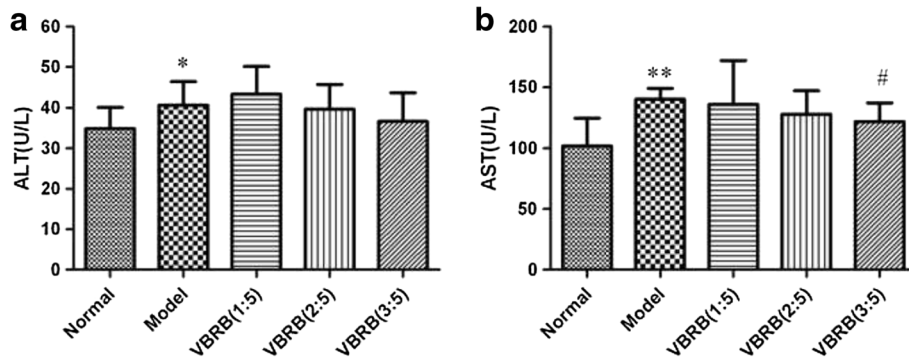 a
ALT(U/L)
60
50
40
30
20
10
0
*
Normal
Model
VBRB(1:5)
VBRB(2:5)
VBRB(3:5)
b
AST(U/L)
200
150
100
50
0
**
#
Normal
Model
VBRB(1:5)
VBRB(2:5)
VBRB(3:5)